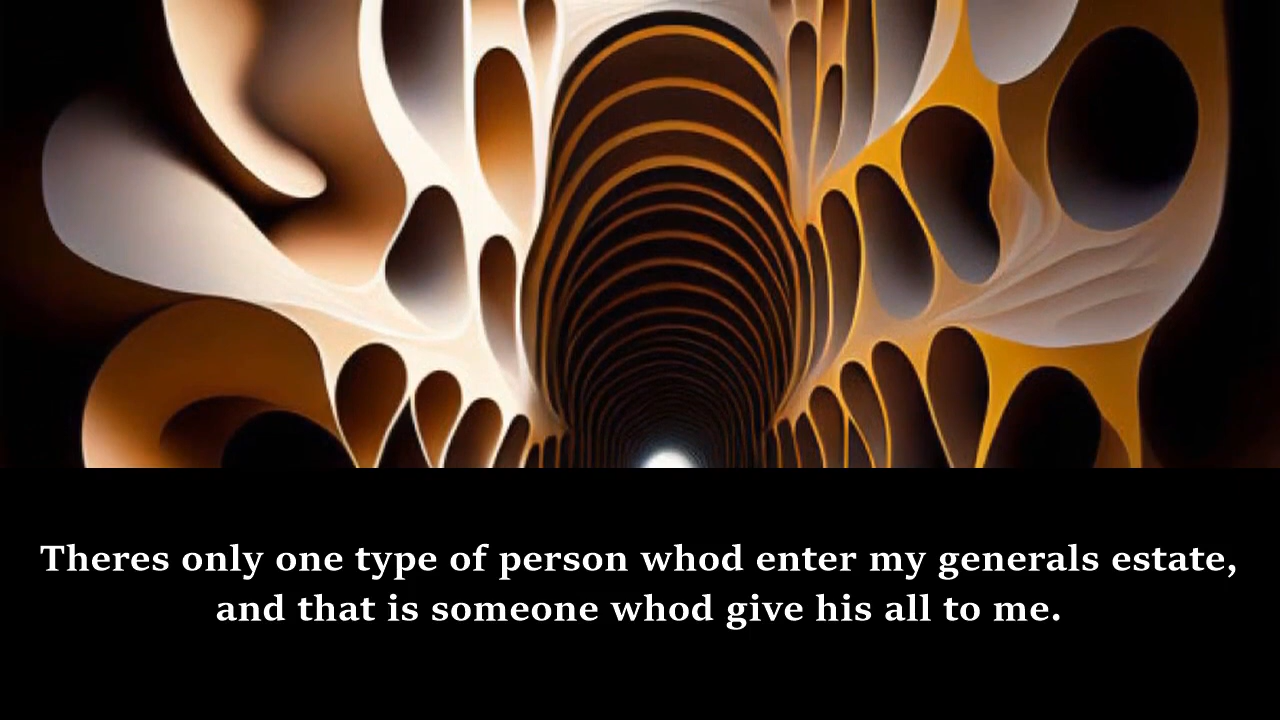 Theres only one type of person whod enter my generals estate,
and that is someone whod give his all to me.